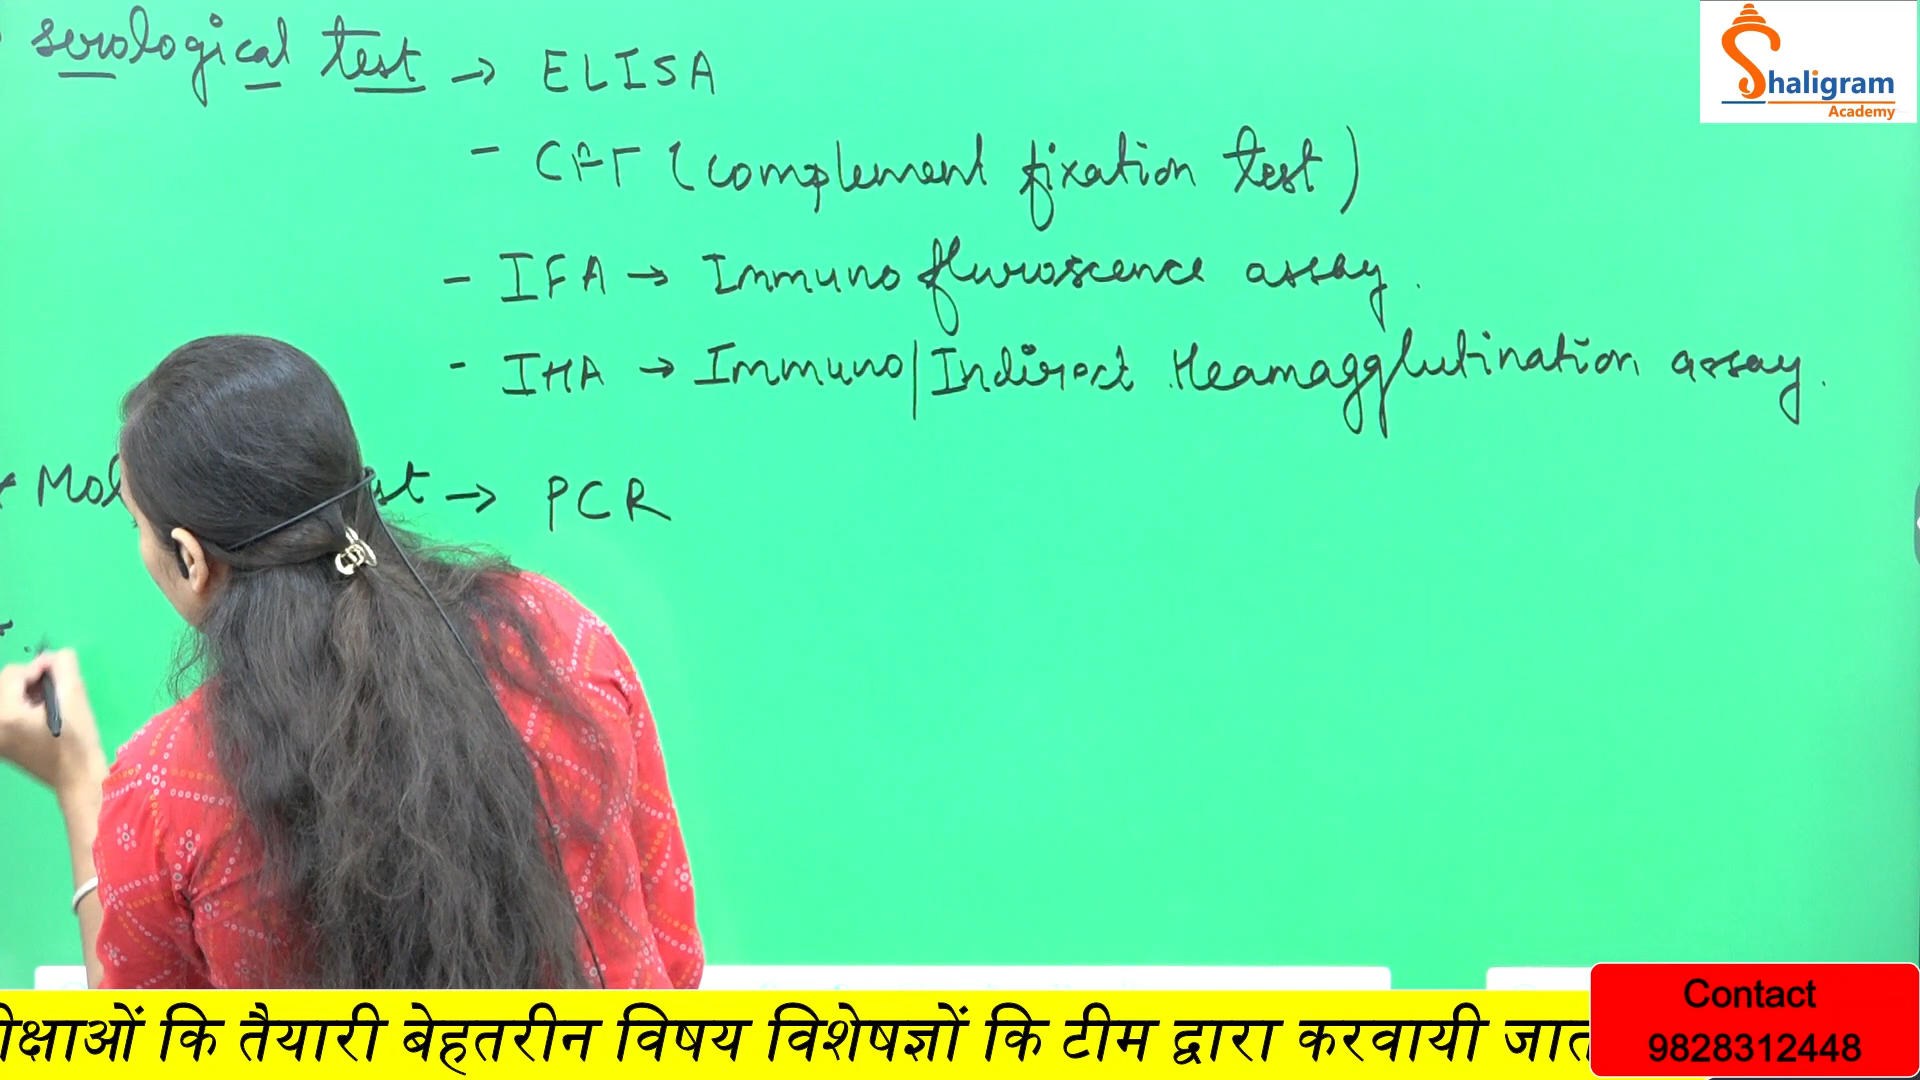 serological test → ELISA
- CFT (complement fixation test)
- IFA → Immuno fluroscence assay.
- IHA → Immuno/Indirect Heamagglutination assay.
→ PCR
Shaligram
Academy
कि तैयारी बेहतरीन विषय विशेषज्ञों कि टीम द्वारा करवायी
Contact
9828312448